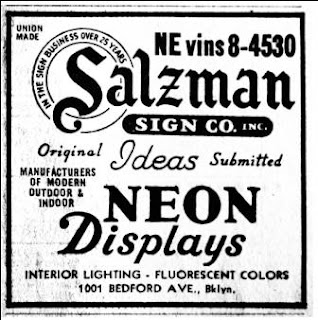 UNION
MADE
IN THE SIGN BUSINESS OVER 25 YEARS
NE vins 8-4530
Salzman
SIGN CO. INC.
Original Ideas Submitted
MANUFACTURERS
OF MODERN
OUTDOOR &
INDOOR
NEON
Displays
INTERIOR LIGHTING - FLUORESCENT COLORS
1001 BEDFORD AVE., Bklyn.